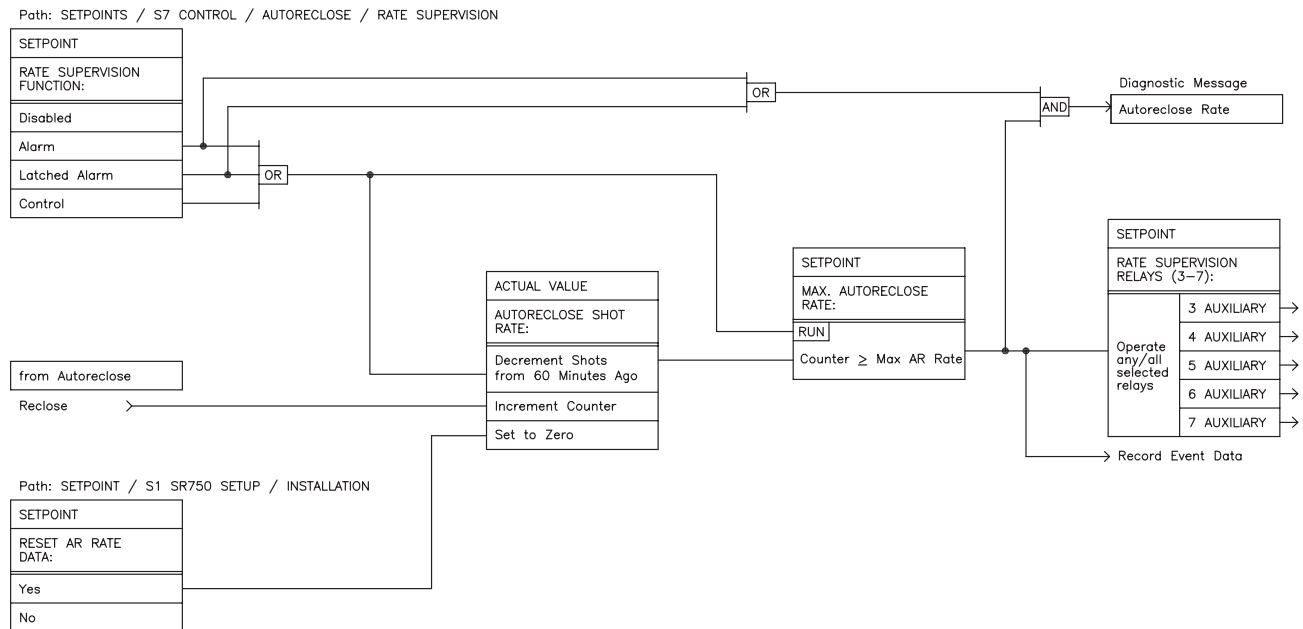 Path: SETPOINTS / S7 CONTROL / AUTORECLOSE / RATE SUPERVISION
SETPOINT
RATE SUPERVISION
FUNCTION:
Disabled
Alarm
Latched Alarm
Control
OR
OR
AND
Diagnostic Message
Autoreclose Rate
ACTUAL VALUE
AUTORECLOSE SHOT
RATE:
Decrement Shots
from 60 Minutes Ago
Increment Counter
Set to Zero
SETPOINT
MAX. AUTORECLOSE
RATE:
RUN
Counter ≥ Max AR Rate
SETPOINT
RATE SUPERVISION
RELAYS (3-7):
Operate
any/all
selected
relays
3 AUXILIARY
4 AUXILIARY
5 AUXILIARY
6 AUXILIARY
7 AUXILIARY
Record Event Data
from Autoreclose
Reclose
Path: SETPOINT / S1 SR750 SETUP / INSTALLATION
SETPOINT
RESET AR RATE
DATA:
Yes
No